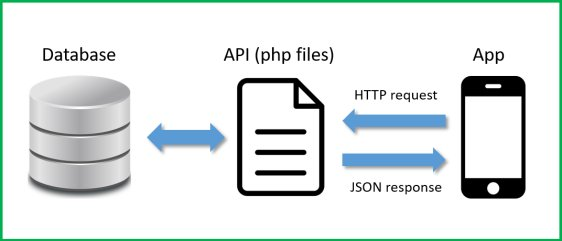 Database
API (php files)
App
HTTP request
JSON response